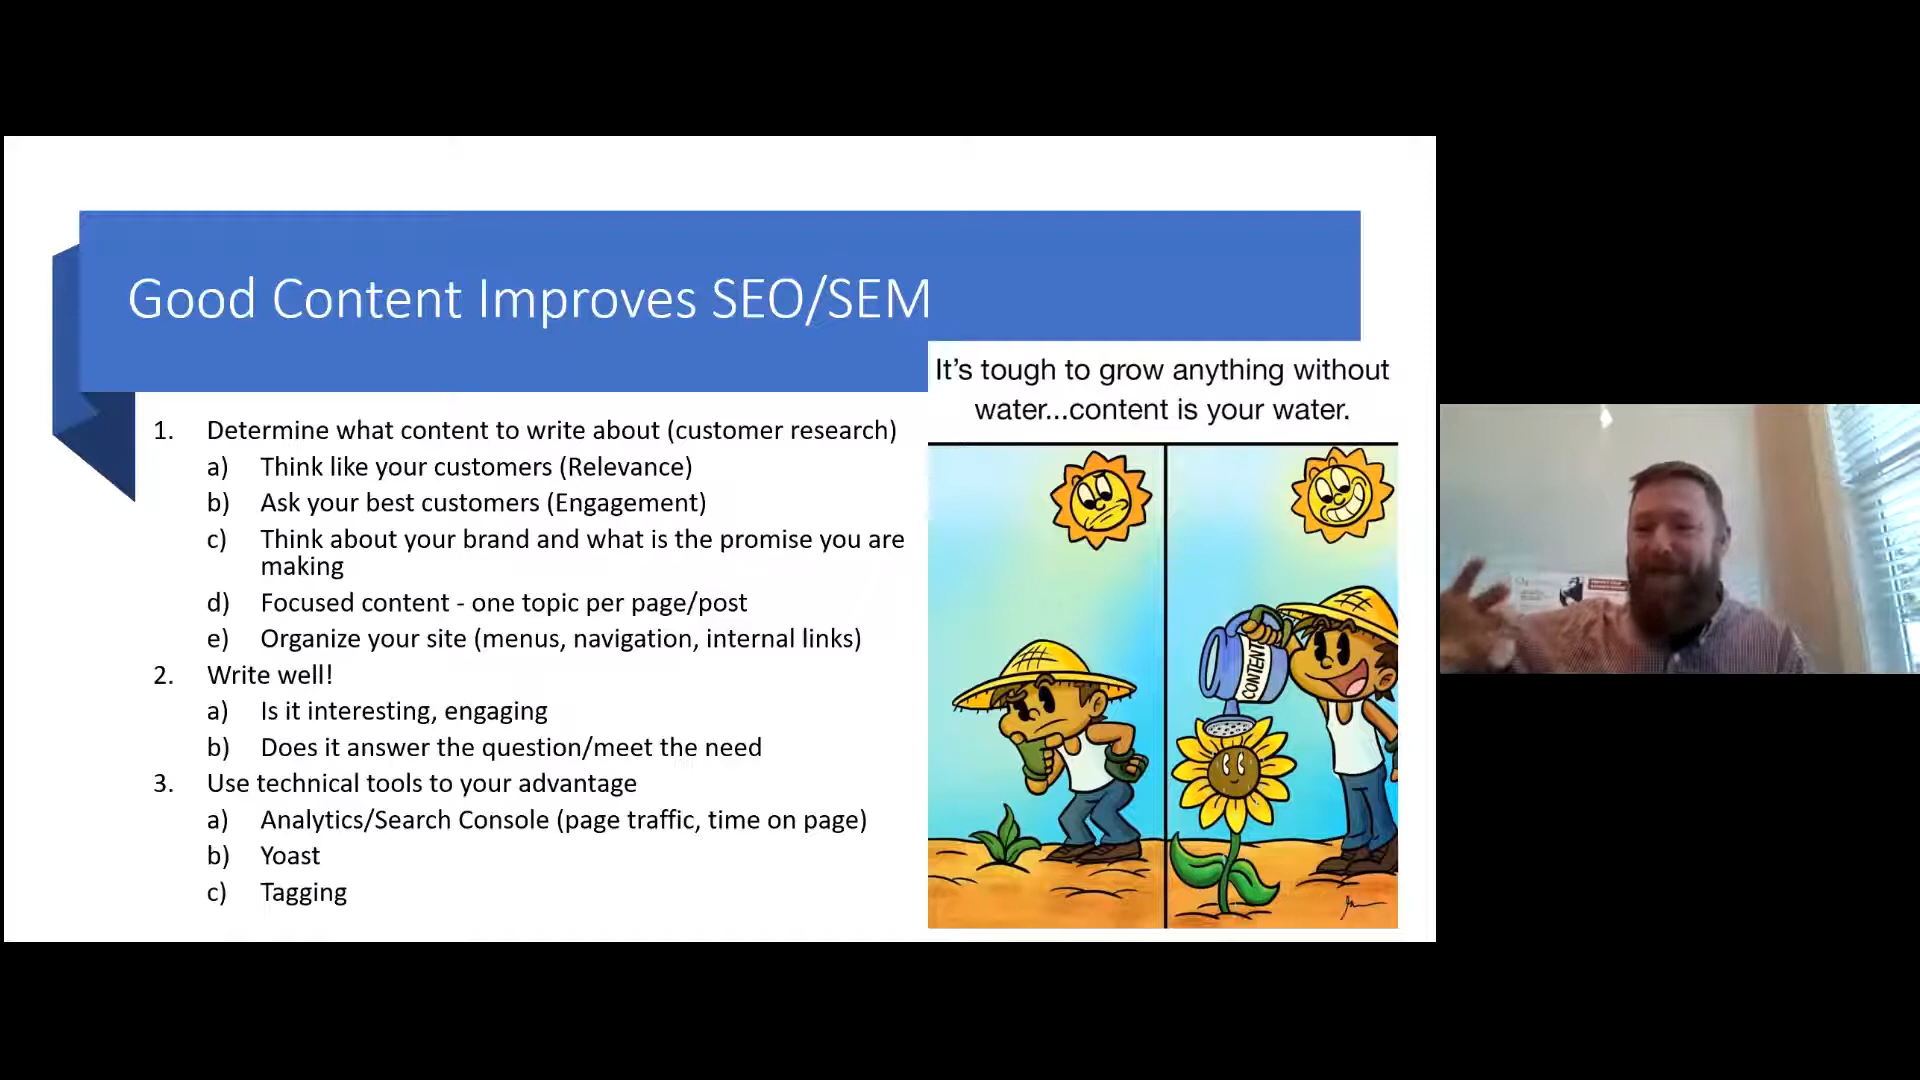 Good Content Improves SEO/SEM
It's tough to grow anything without
water...content is your water.
1. Determine what content to write about (customer research)
a) Think like your customers (Relevance)
b) Ask your best customers (Engagement)
c) Think about your brand and what is the promise you are
making
d) Focused content - one topic per page/post
e) Organize your site (menus, navigation, internal links)
2. Write well!
a) Is it interesting, engaging
b) Does it answer the question/meet the need
3. Use technical tools to your advantage
a) Analytics/Search Console (page traffic, time on page)
b) Yoast
c) Tagging
CONTENT